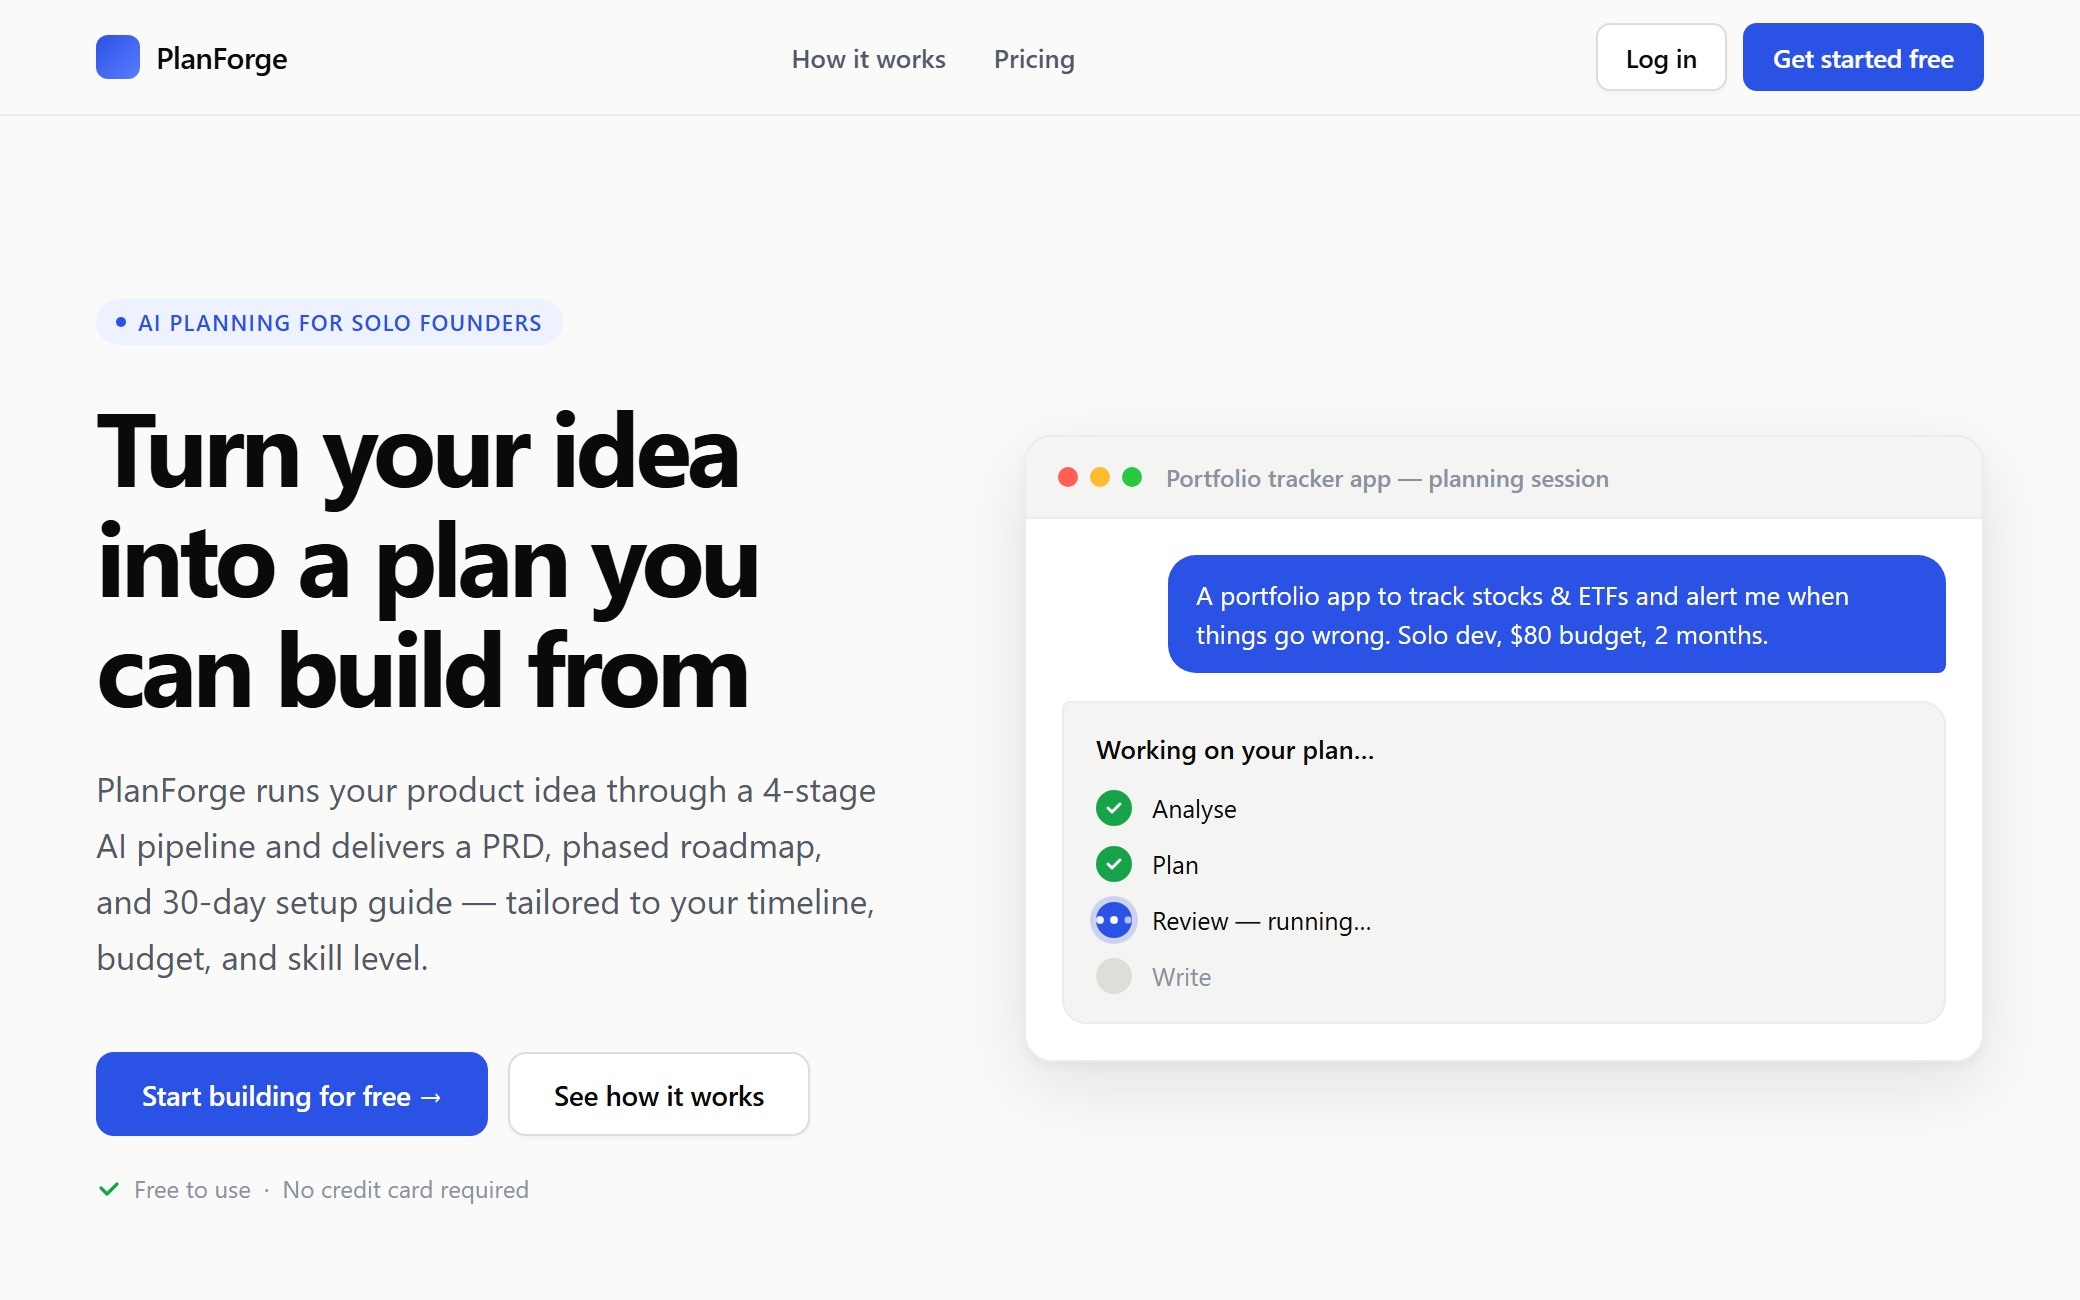 PlanForge
How it works
Pricing
Log in
Get started free
AI PLANNING FOR SOLO FOUNDERS
Turn your idea
into a plan you
can build from
PlanForge runs your product idea through a 4-stage
AI pipeline and delivers a PRD, phased roadmap,
and 30-day setup guide — tailored to your timeline,
budget, and skill level.
Start building for free →
See how it works
Free to use · No credit card required
Portfolio tracker app — planning session
A portfolio app to track stocks & ETFs and alert me when
things go wrong. Solo dev, $80 budget, 2 months.
Working on your plan...
Analyse
Plan
Review — running...
Write